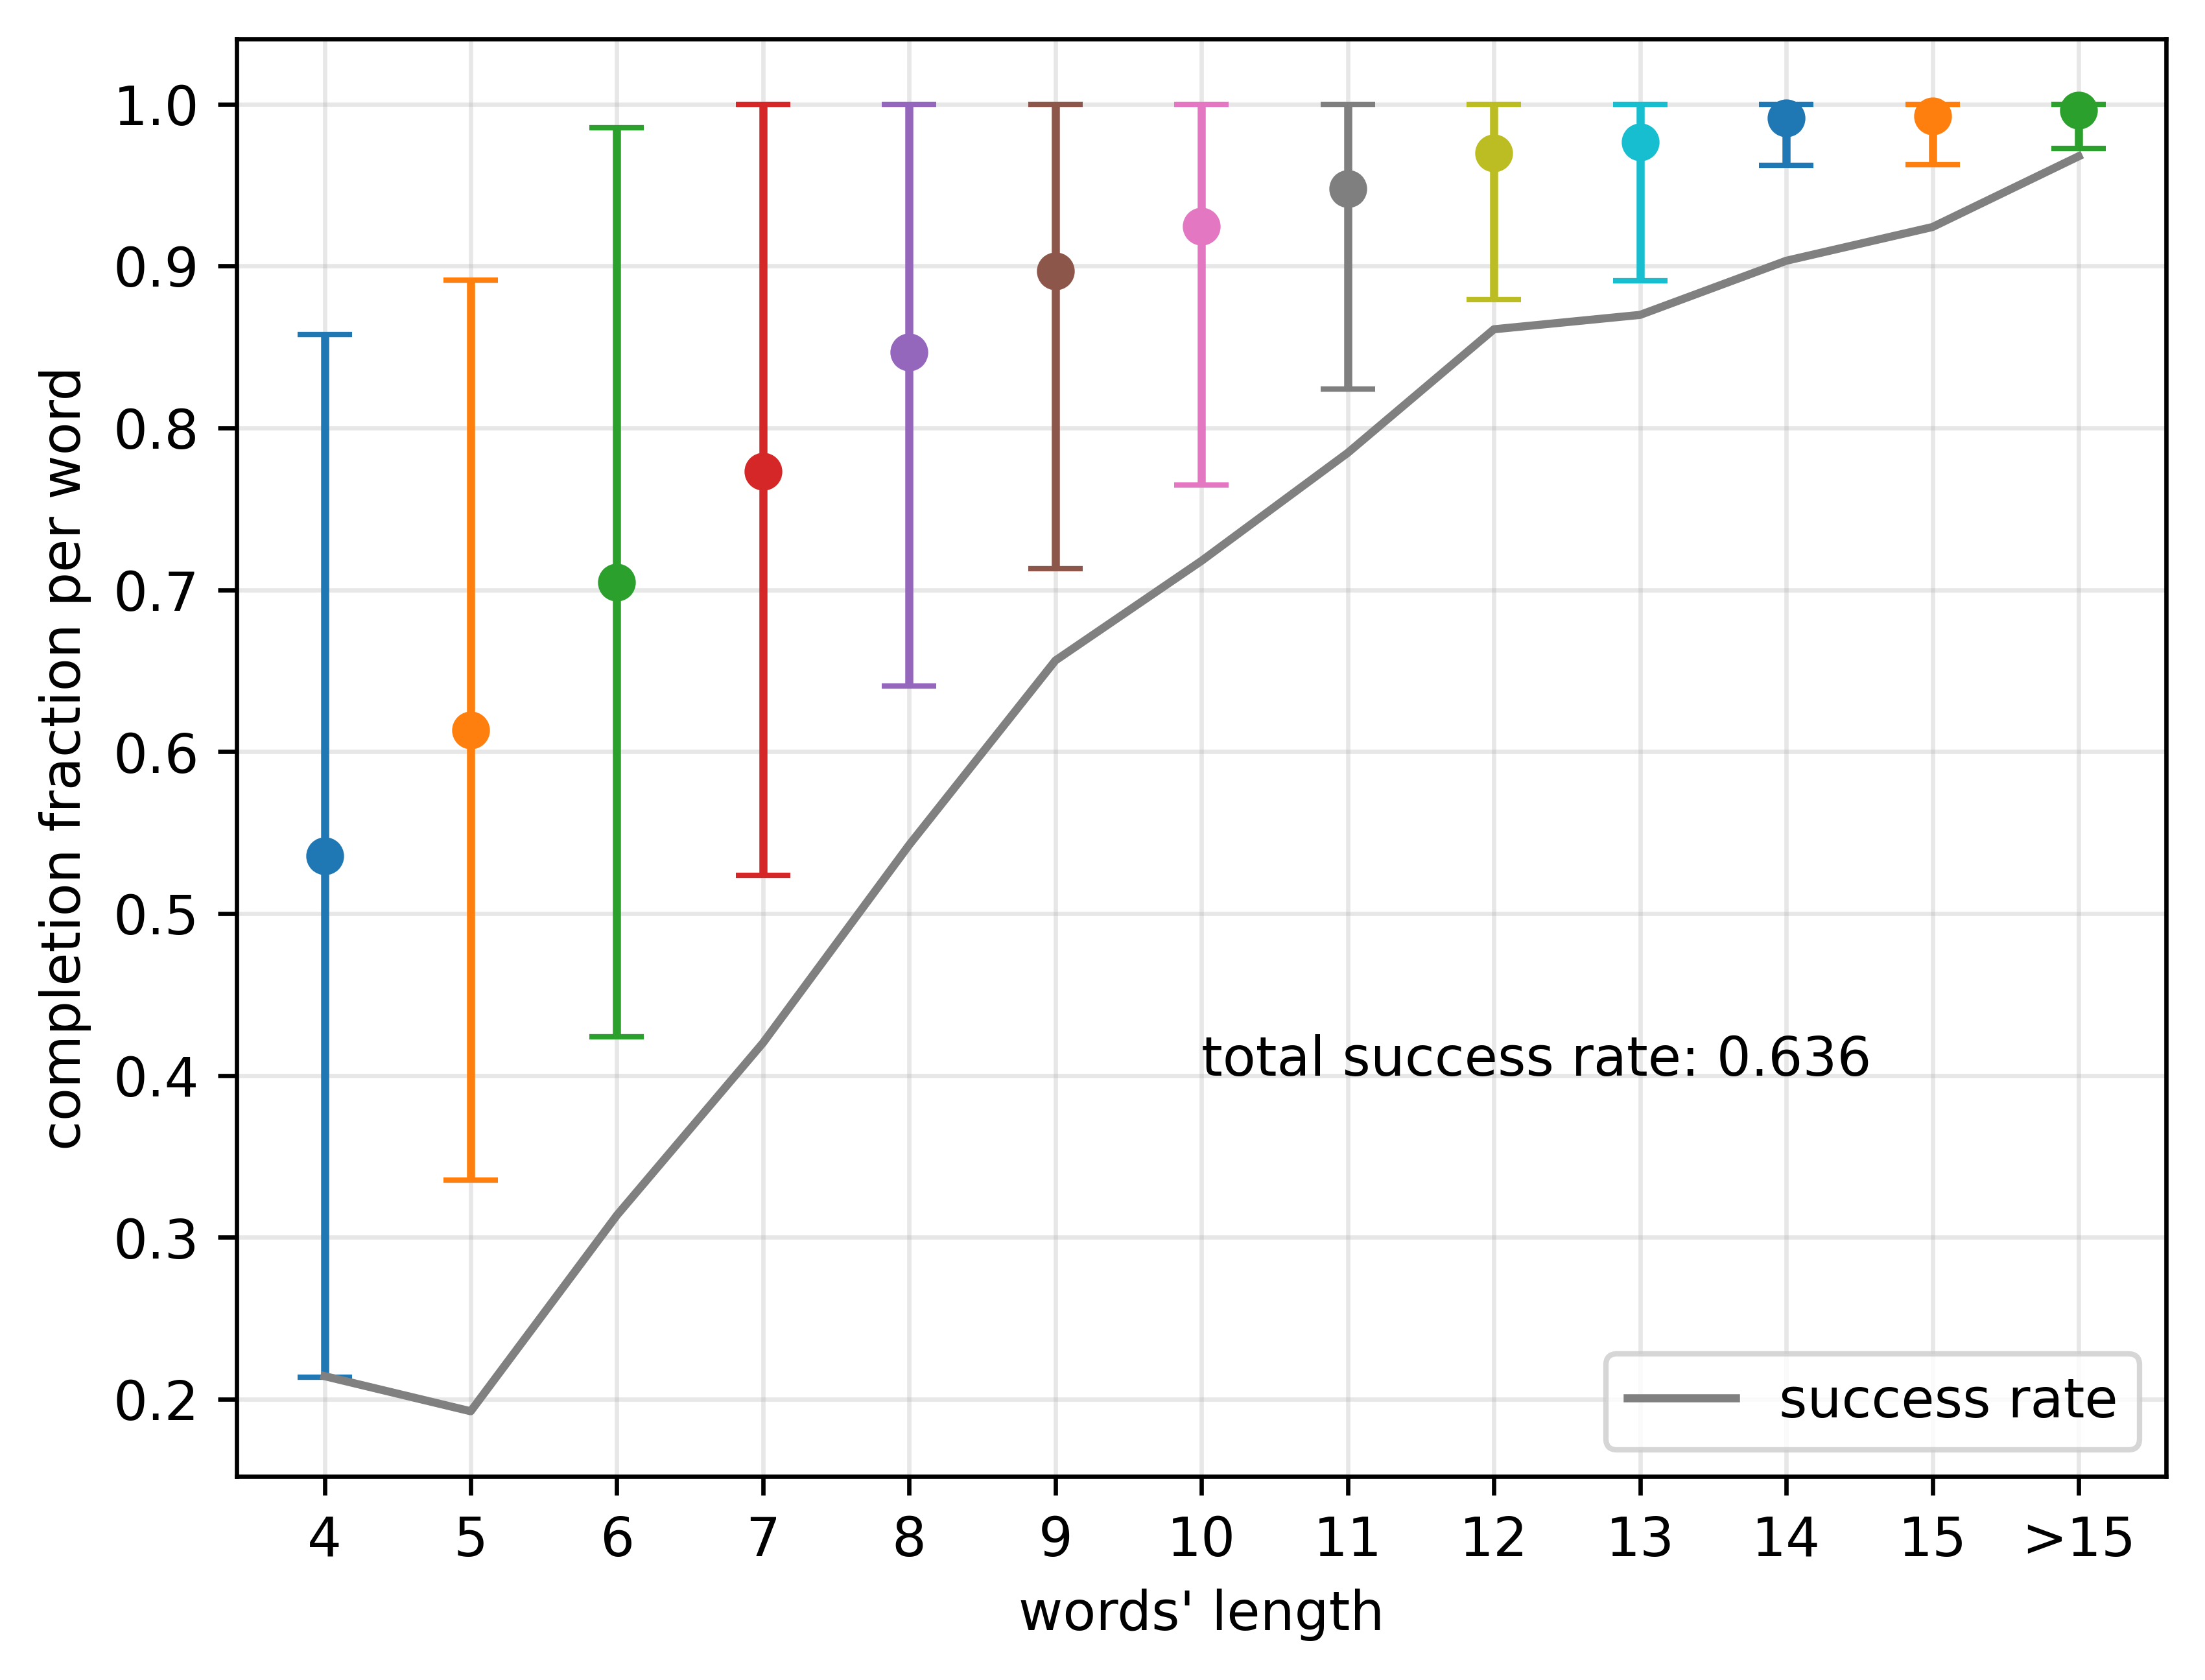 1.0
0.9
0.8
0.7
0.6
0.5
0.4
0.3
0.2
completion fraction per word
total success rate: 0.636
success rate
4 5 6 7 8 9 10 11 12 13 14 15 >15
words' length